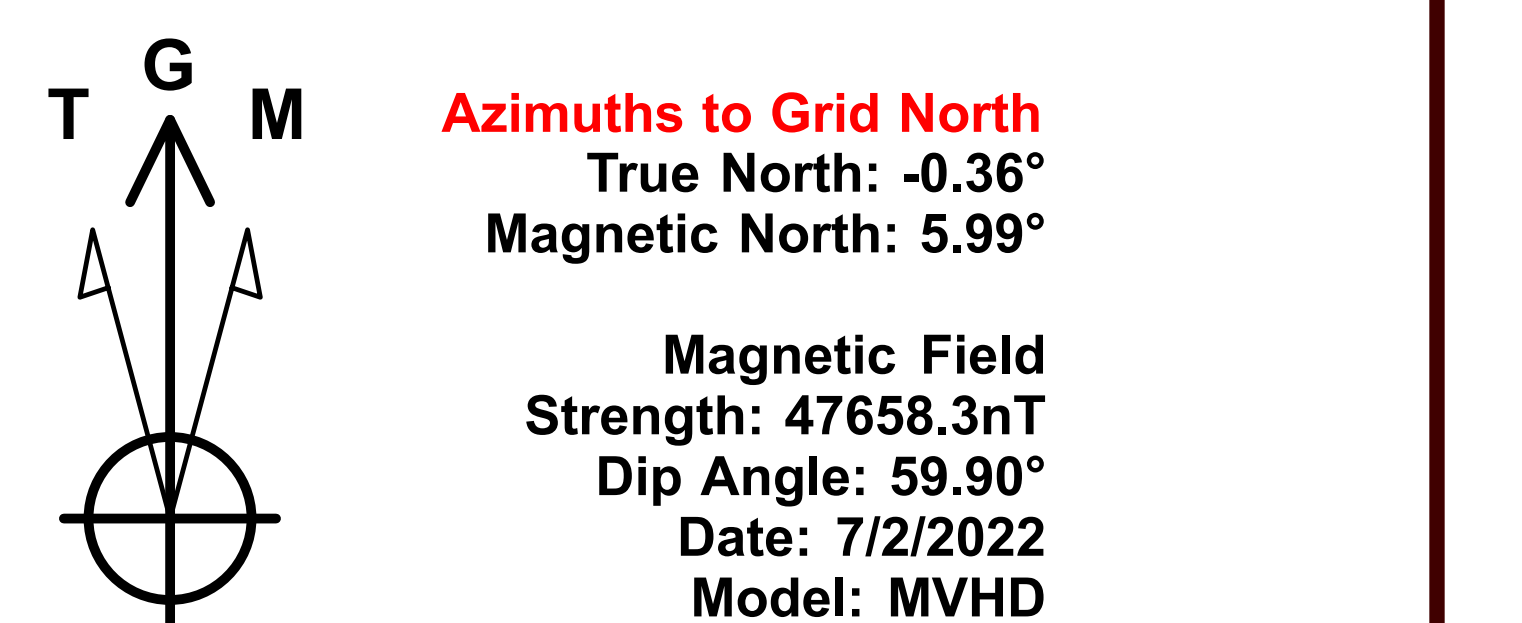 G
T M
Azimuths to Grid North
True North: -0.36°
Magnetic North: 5.99°
Magnetic Field
Strength: 47658.3nT
Dip Angle: 59.90°
Date: 7/2/2022
Model: MVHD